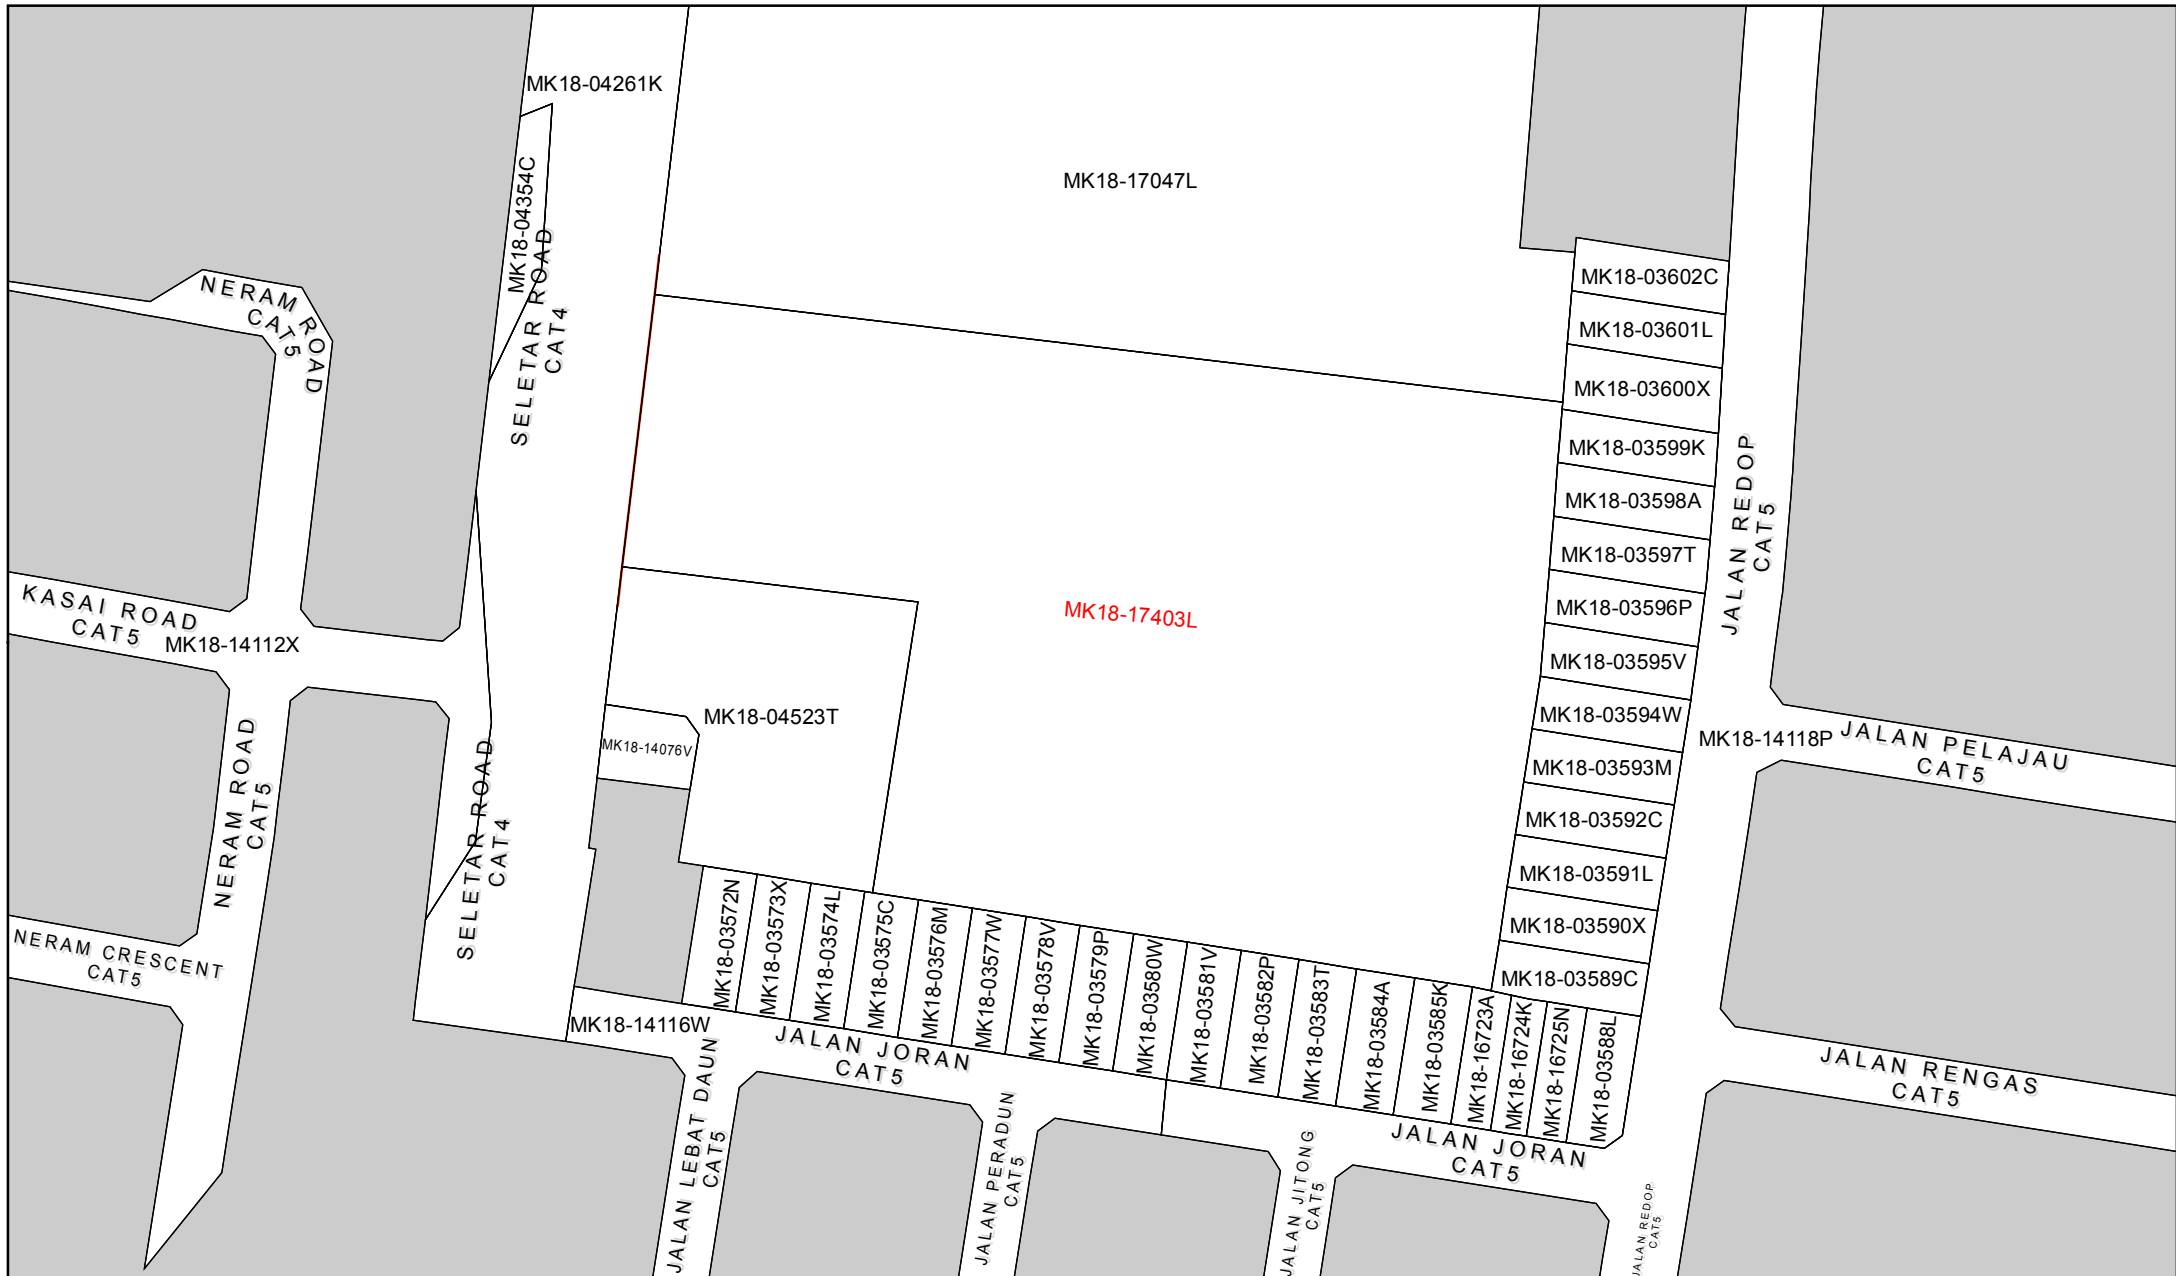 MK18-04261K
MK18-04354C
SELETAR ROAD
CAT4
MK18-17047L
NERAM ROAD
CAT5
MK18-03602C
MK18-03601L
MK18-03600X
MK18-03599K
MK18-03598A
MK18-03597T
MK18-03596P
MK18-03595V
MK18-03594W
MK18-03593M
MK18-03592C
MK18-03591L
MK18-03590X
MK18-03589C
JALAN REDOP
CAT5
KASAI ROAD
CAT5
MK18-14112X
MK18-17403L
MK18-04523T
MK18-14076V
MK18-14118P
JALAN PELAJAU
CAT5
NERAM ROAD
CAT5
SELETAR ROAD
CAT4
NERAM CRESCENT
CAT5
MK18-03572N
MK18-03573X
MK18-03574L
MK18-03575C
MK18-03576M
MK18-03577W
MK18-03578V
MK18-03579P
MK18-03580W
MK18-03581V
MK18-03582P
MK18-03583T
MK18-03584A
MK18-03585K
MK18-16723A
MK18-16724K
MK18-16725N
MK18-03588L
MK18-14116W
JALAN JORAN
CAT5
JALAN RENGAS
CAT5
JALAN LEBAT DAUN
CAT5
JALAN PERADUN
CAT5
JALAN JITONG
CAT5
JALAN JORAN
CAT5
JALAN REDOP
CAT5